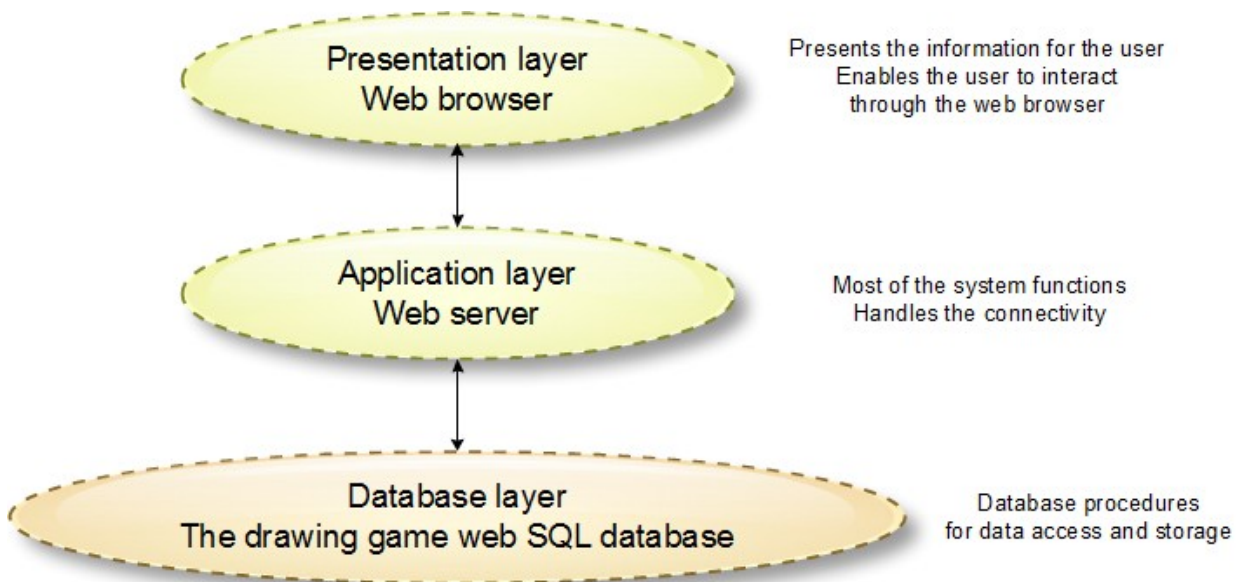 Presentation layer
Web browser
Presents the information for the user
Enables the user to interact
through the web browser
Application layer
Web server
Most of the system functions
Handles the connectivity
Database layer
The drawing game web SQL database
Database procedures
for data access and storage